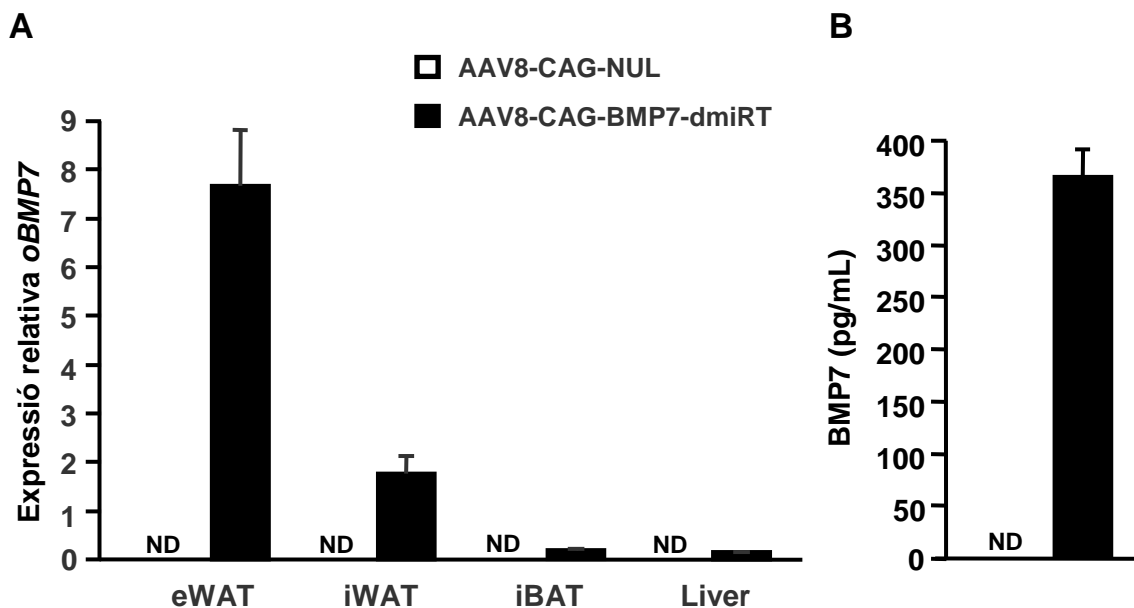 A
AAV8-CAG-NUL
AAV8-CAG-BMP7-dmiRT
Expressió relativa oBMP7
9
8
7
6
5
4
3
2
1
0
ND
ND
ND
ND
eWAT
iWAT
iBAT
Liver
B
BMP7 (pg/mL)
400
350
300
250
200
150
100
50
0
ND